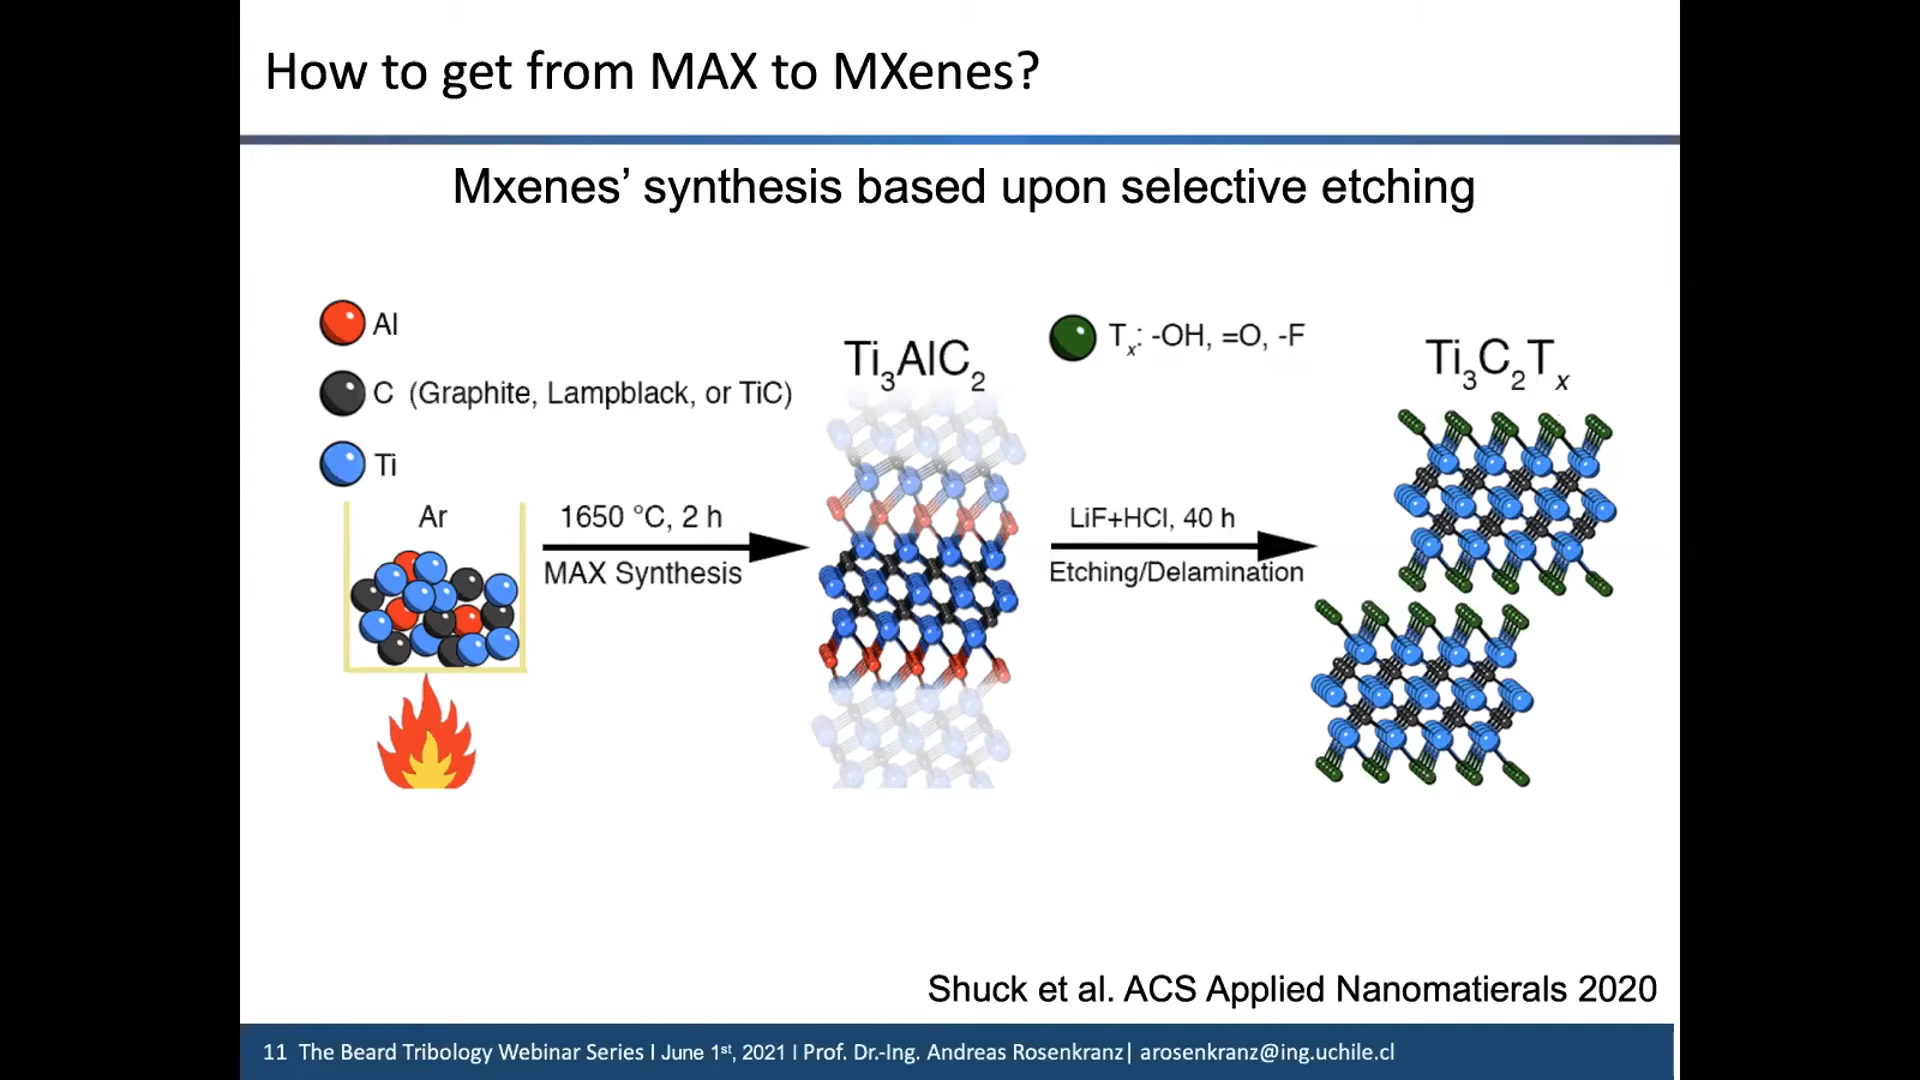 How to get from MAX to MXenes?
Mxenes’ synthesis based upon selective etching
Al
C (Graphite, Lampblack, or TiC)
Ti
Ar
1650 °C, 2 h
MAX Synthesis
Ti3AlC2
Tx: -OH, =O, -F
LiF+HCl, 40 h
Etching/Delamination
Ti3C2Tx
Shuck et al. ACS Applied Nanomatierals 2020
11 The Beard Tribology Webinar Series I June 1st, 2021 I Prof. Dr.-Ing. Andreas Rosenkranz| arosenkranz@ing.uchile.cl